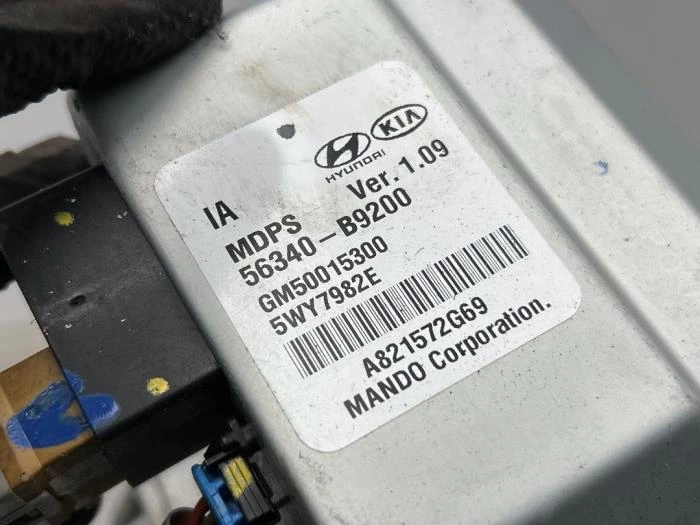 HYUNDAI KIA
IA
MDPS Ver.1.09
56340-B9200
GM50015300
5WY7982E
A821572G69
MANDO Corporation.